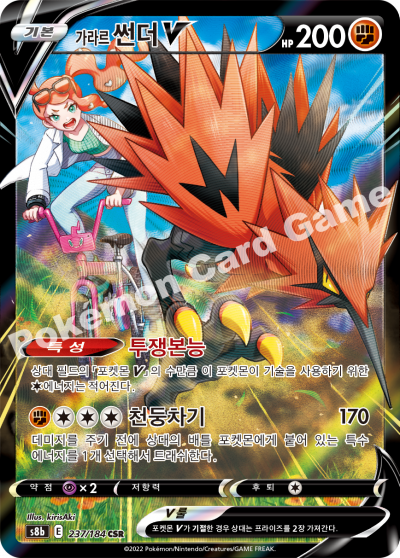 기본 가라르 썬더 V HP 200
Pokémon Card Game
특성 투쟁본능
상대 필드의 「포켓몬 V」의 수만큼 이 포켓몬이 기술을 사용하기 위한
에너지는 적어진다.
천둥차기 170
데미지를 주기 전에 상대의 배틀 포켓몬에게 붙어 있는 특수
에너지를 1개 선택해서 트래쉬한다.
약점 ×2 저항력 후퇴
Illus. kirisAki
s8b E 237/184 CSR
V 룰
포켓몬 V가 기절한 경우 상대는 프라이즈를 2장 가져간다.
©2022 Pokémon/Nintendo/Creatures/GAME FREAK.